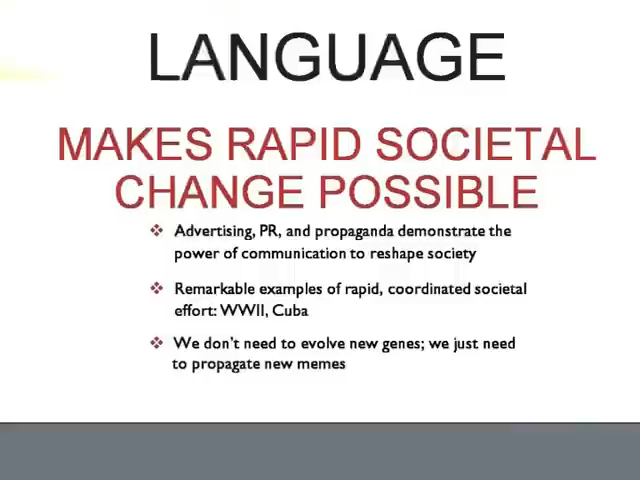 LANGUAGE
MAKES RAPID SOCIETAL
CHANGE POSSIBLE
❖ Advertising, PR, and propaganda demonstrate the
power of communication to reshape society
❖ Remarkable examples of rapid, coordinated societal
effort: WWII, Cuba
❖ We don't need to evolve new genes; we just need
to propagate new memes